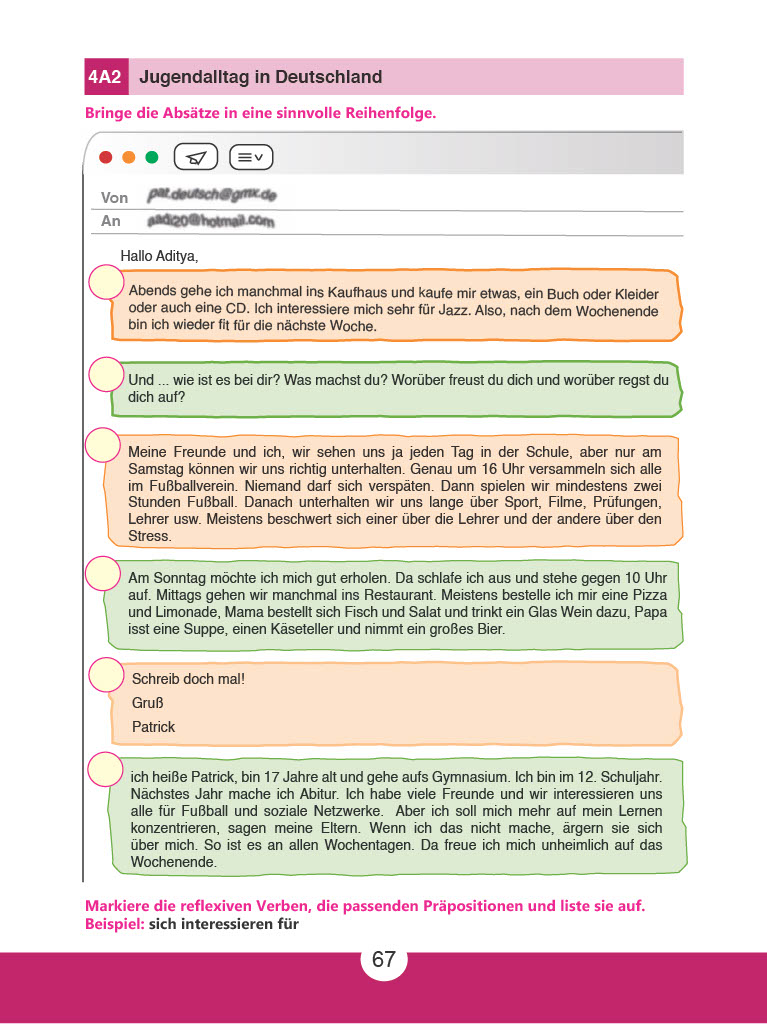 4A2 Jugendalltag in Deutschland
Bringe die Absätze in eine sinnvolle Reihenfolge.
Von pat.deutsch@gmx.de
An aadi20@hotmail.com
Hallo Aditya,
Abends gehe ich manchmal ins Kaufhaus und kaufe mir etwas, ein Buch oder Kleider
oder auch eine CD. Ich interessiere mich sehr für Jazz. Also, nach dem Wochenende
bin ich wieder fit für die nächste Woche.
Und ... wie ist es bei dir? Was machst du? Worüber freust du dich und worüber regst du
dich auf?
Meine Freunde und ich, wir sehen uns ja jeden Tag in der Schule, aber nur am
Samstag können wir uns richtig unterhalten. Genau um 16 Uhr versammeln sich alle
im Fußballverein. Niemand darf sich verspäten. Dann spielen wir mindestens zwei
Stunden Fußball. Danach unterhalten wir uns lange über Sport, Filme, Prüfungen,
Lehrer usw. Meistens beschwert sich einer über die Lehrer und der andere über den
Stress.
Am Sonntag möchte ich mich gut erholen. Da schlafe ich aus und stehe gegen 10 Uhr
auf. Mittags gehen wir manchmal ins Restaurant. Meistens bestelle ich mir eine Pizza
und Limonade, Mama bestellt sich Fisch und Salat und trinkt ein Glas Wein dazu, Papa
isst eine Suppe, einen Käseteller und nimmt ein großes Bier.
Schreib doch mal!
Gruß
Patrick
ich heiße Patrick, bin 17 Jahre alt und gehe aufs Gymnasium. Ich bin im 12. Schuljahr.
Nächstes Jahr mache ich Abitur. Ich habe viele Freunde und wir interessieren uns
alle für Fußball und soziale Netzwerke. Aber ich soll mich mehr auf mein Lernen
konzentrieren, sagen meine Eltern. Wenn ich das nicht mache, ärgern sie sich
über mich. So ist es an allen Wochentagen. Da freue ich mich unheimlich auf das
Wochenende.
Markiere die reflexiven Verben, die passenden Präpositionen und liste sie auf.
Beispiel: sich interessieren für
67